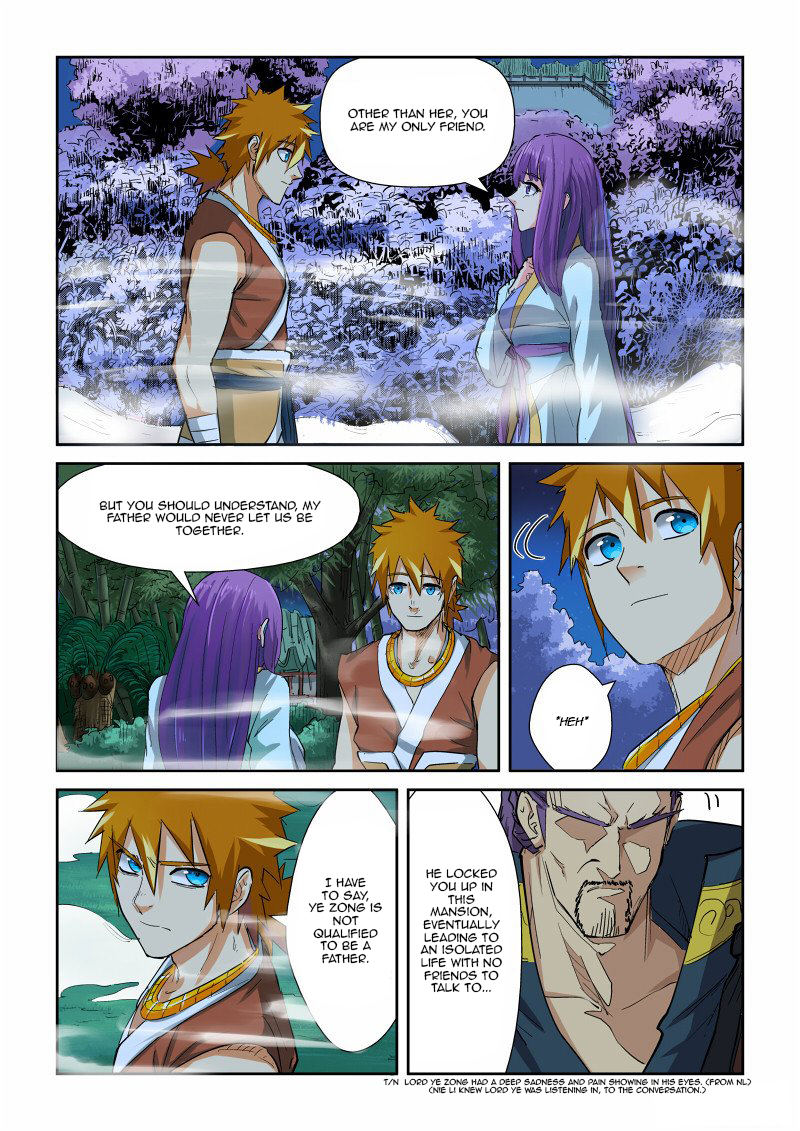 OTHER THAN HER, YOU
ARE MY ONLY FRIEND.
BUT YOU SHOULD UNDERSTAND, MY
FATHER WOULD NEVER LET US BE
TOGETHER.
*HEH*
I HAVE
TO SAY,
YE ZONG IS
NOT
QUALIFIED
TO BE A
FATHER.
HE LOCKED
YOU UP IN
THIS
MANSION,
EVENTUALLY
LEADING TO
AN ISOLATED
LIFE WITH NO
FRIENDS TO
TALK TO...
T/N LORD YE ZONG HAD A DEEP SADNESS AND PAIN SHOWING IN HIS EYES. (FROM NL)
(NIE LI KNEW LORD YE WAS LISTENING IN, TO THE CONVERSATION.)